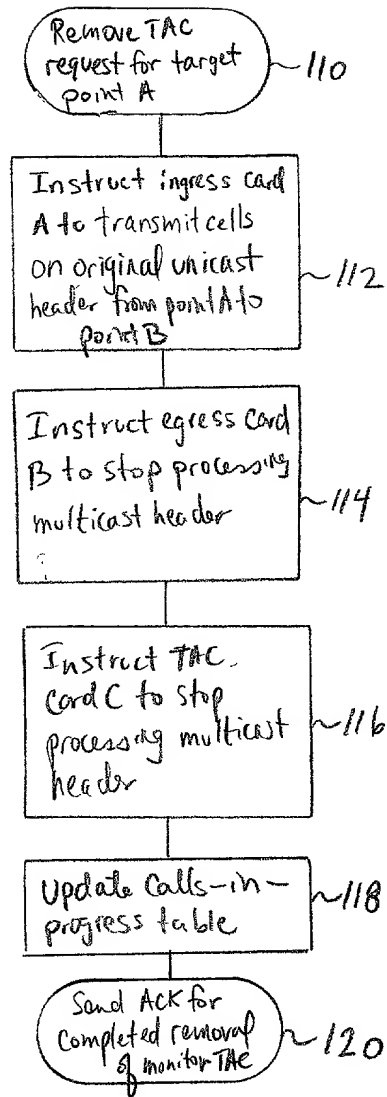 Remove TAC
request for target
point A
110
Instruct ingress card
A to transmit cells
on original unicast
header from point A to
point B
112
Instruct egress card
B to stop processing
multicast header
114
Instruct TAC
card C to stop
processing multicast
header
116
Update Calls-in-
progress table
118
Send ACK for
completed removal
of monitor TAC
120